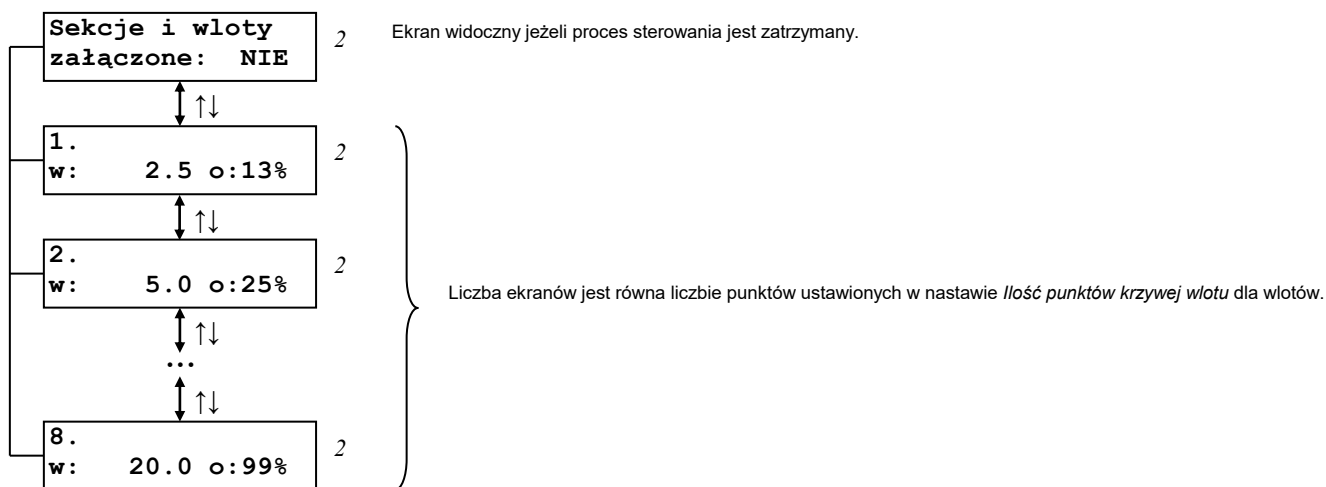 Sekcje i wloty
załączone: NIE
2
Ekran widoczny jeżeli proces sterowania jest zatrzymany.
↑↓
1.
w: 2.5 o:13%
2
↑↓
2.
w: 5.0 o:25%
2
Liczba ekranów jest równa liczbie punktów ustawionych w nastawie Ilość punktów krzywej wlotu dla wlotów.
↑↓
...
↑↓
8.
w: 20.0 o:99%
2